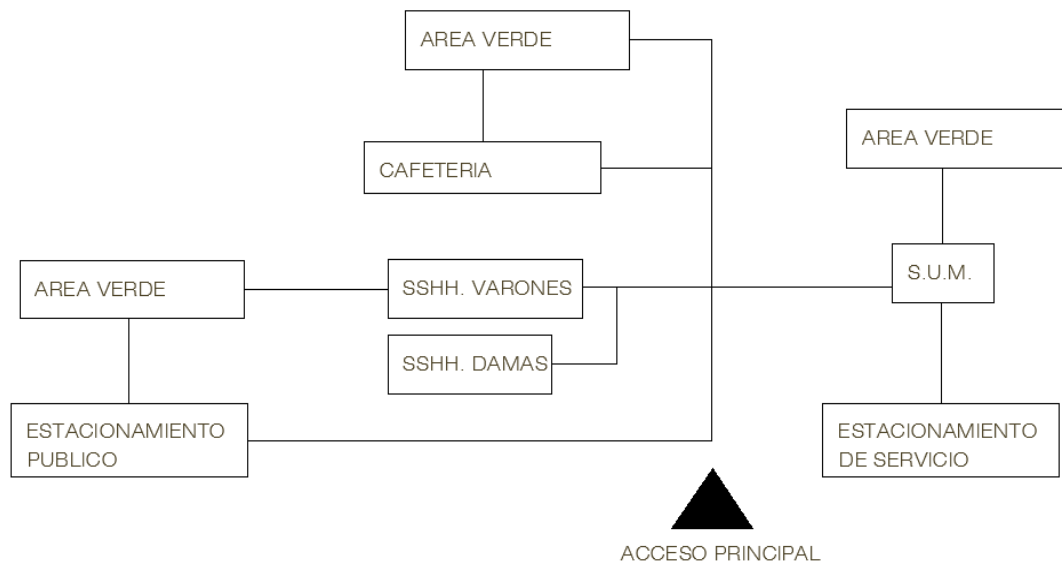 AREA VERDE
CAFETERIA
AREA VERDE
AREA VERDE
SSHH. VARONES
S.U.M.
SSHH. DAMAS
ESTACIONAMIENTO
PUBLICO
ESTACIONAMIENTO
DE SERVICIO
ACCESO PRINCIPAL